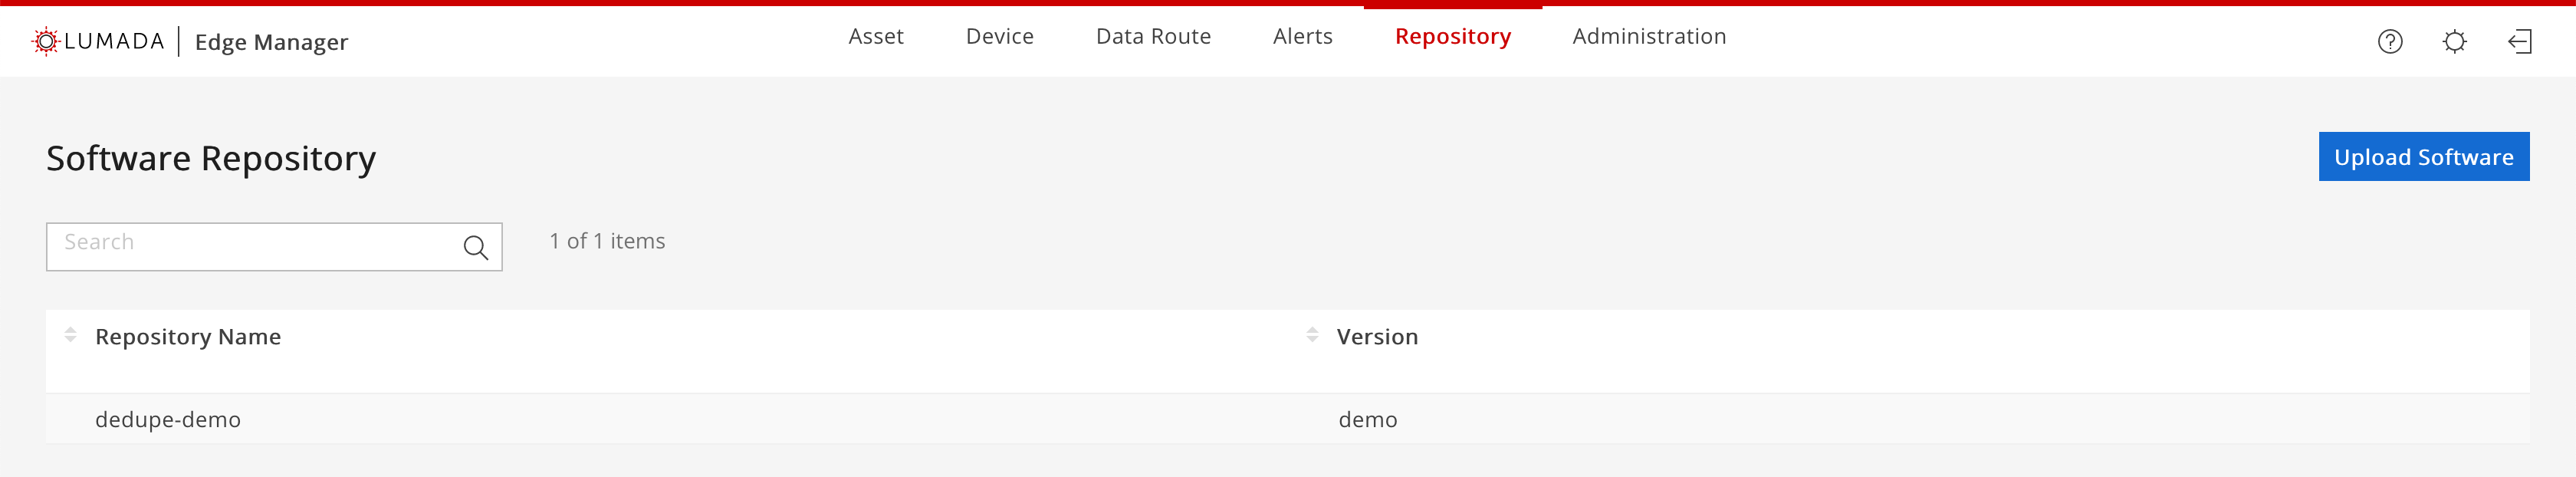 LUMADA | Edge Manager
Asset Device Data Route Alerts Repository Administration
Software Repository
Upload Software
Search
1 of 1 items
Repository Name Version
dedupe-demo demo